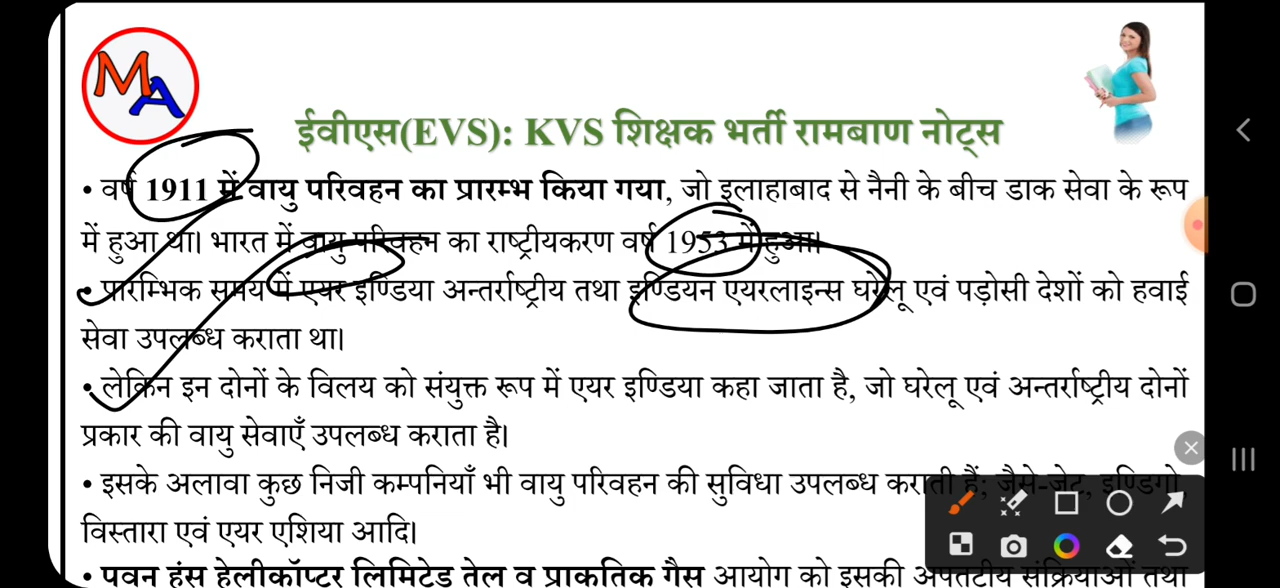 MA
ईवीएस(EVS): KVS शिक्षक भर्ती रामबाण नोट्स
• वर्ष 1911 में वायु परिवहन का प्रारम्भ किया गया, जो इलाहाबाद से नैनी के बीच डाक सेवा के रूप
में हुआ था। भारत में वायु परिवहन का राष्ट्रीयकरण वर्ष 1953 में हुआ।
• प्रारम्भिक समय में एयर इण्डिया अन्तर्राष्ट्रीय तथा इण्डियन एयरलाइन्स घरेलू एवं पड़ोसी देशों को हवाई
सेवा उपलब्ध कराता था।
• लेकिन इन दोनों के विलय को संयुक्त रूप में एयर इण्डिया कहा जाता है, जो घरेलू एवं अन्तर्राष्ट्रीय दोनों
प्रकार की वायु सेवाएँ उपलब्ध कराता है।
• इसके अलावा कुछ निजी कम्पनियाँ भी वायु परिवहन की सुविधा उपलब्ध कराती हैं; जैसे-जेट, इण्डिगो,
विस्तारा एवं एयर एशिया आदि।
• पवन हंस हेलीकॉप्टर लिमिटेड तेल व प्राकृतिक गैस आयोग को इसकी अपतटीय संक्रियाओं तथा